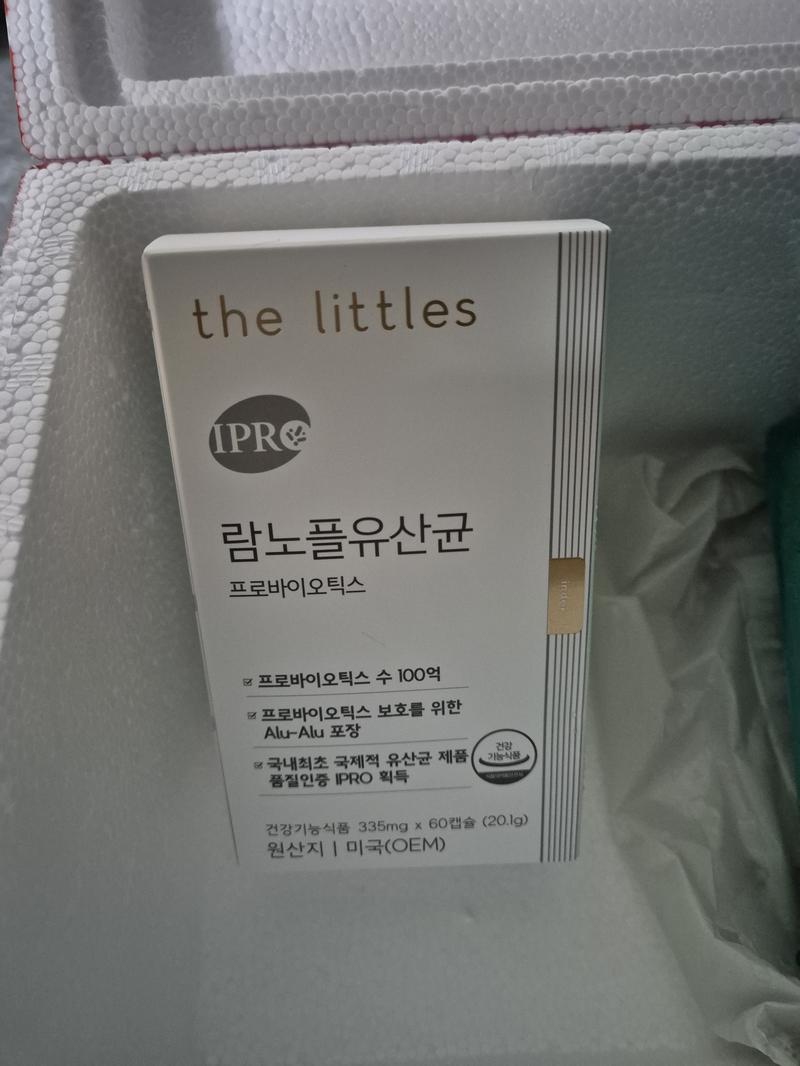 the littles
IPRO
람노플유산균
프로바이오틱스
프로바이오틱스 수 100억
프로바이오틱스 보호를 위한
Alu-Alu 포장
국내최초 국제적 유산균 제품
품질인증 IPRO 획득
건강
기능식품
건강기능식품 335mg x 60캡슐 (20.1g)
원산지 | 미국(OEM)